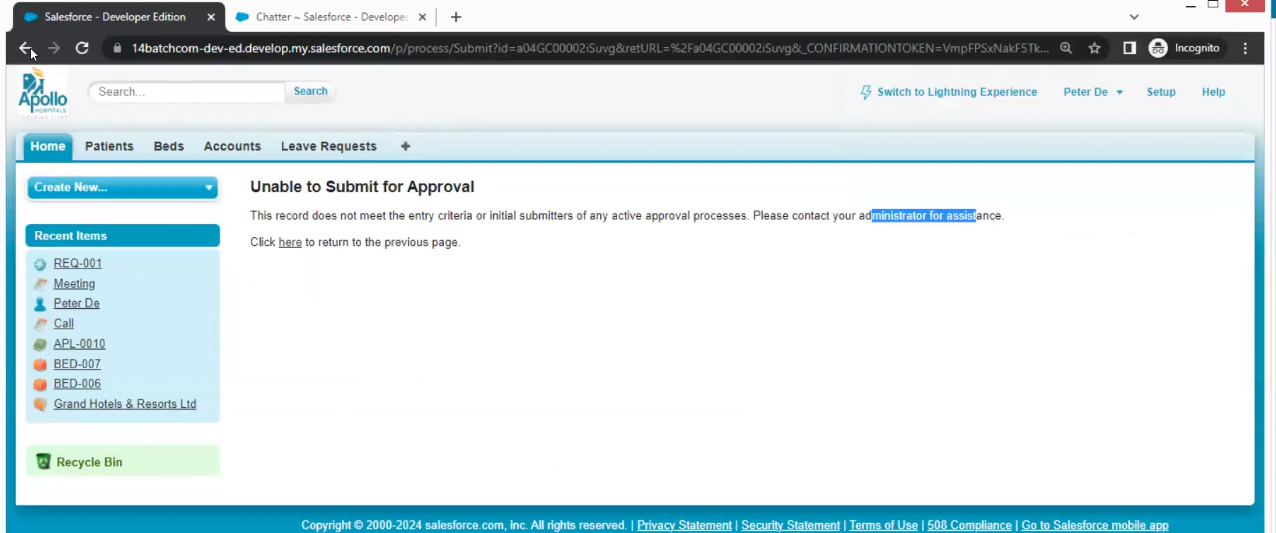 Salesforce - Developer Edition
Chatter ~ Salesforce - Develope
14batchcom-dev-ed.develop.my.salesforce.com/p/process/Submit?id=a04GC00002iSuvg&retURL=%2Fa04GC00002iSuvg&_CONFIRMATIONTOKEN=VmpFPSxNakF5Tk...
Incognito
Apollo
HOSPITALS
Search...
Search
Switch to Lightning Experience
Peter De
Setup
Help
Home
Patients
Beds
Accounts
Leave Requests
Create New...
Recent Items
REQ-001
Meeting
Peter De
Call
APL-0010
BED-007
BED-006
Grand Hotels & Resorts Ltd
Recycle Bin
Unable to Submit for Approval
This record does not meet the entry criteria or initial submitters of any active approval processes. Please contact your administrator for assistance.
Click here to return to the previous page.
Copyright © 2000-2024 salesforce.com, inc. All rights reserved. | Privacy Statement | Security Statement | Terms of Use | 508 Compliance | Go to Salesforce mobile app